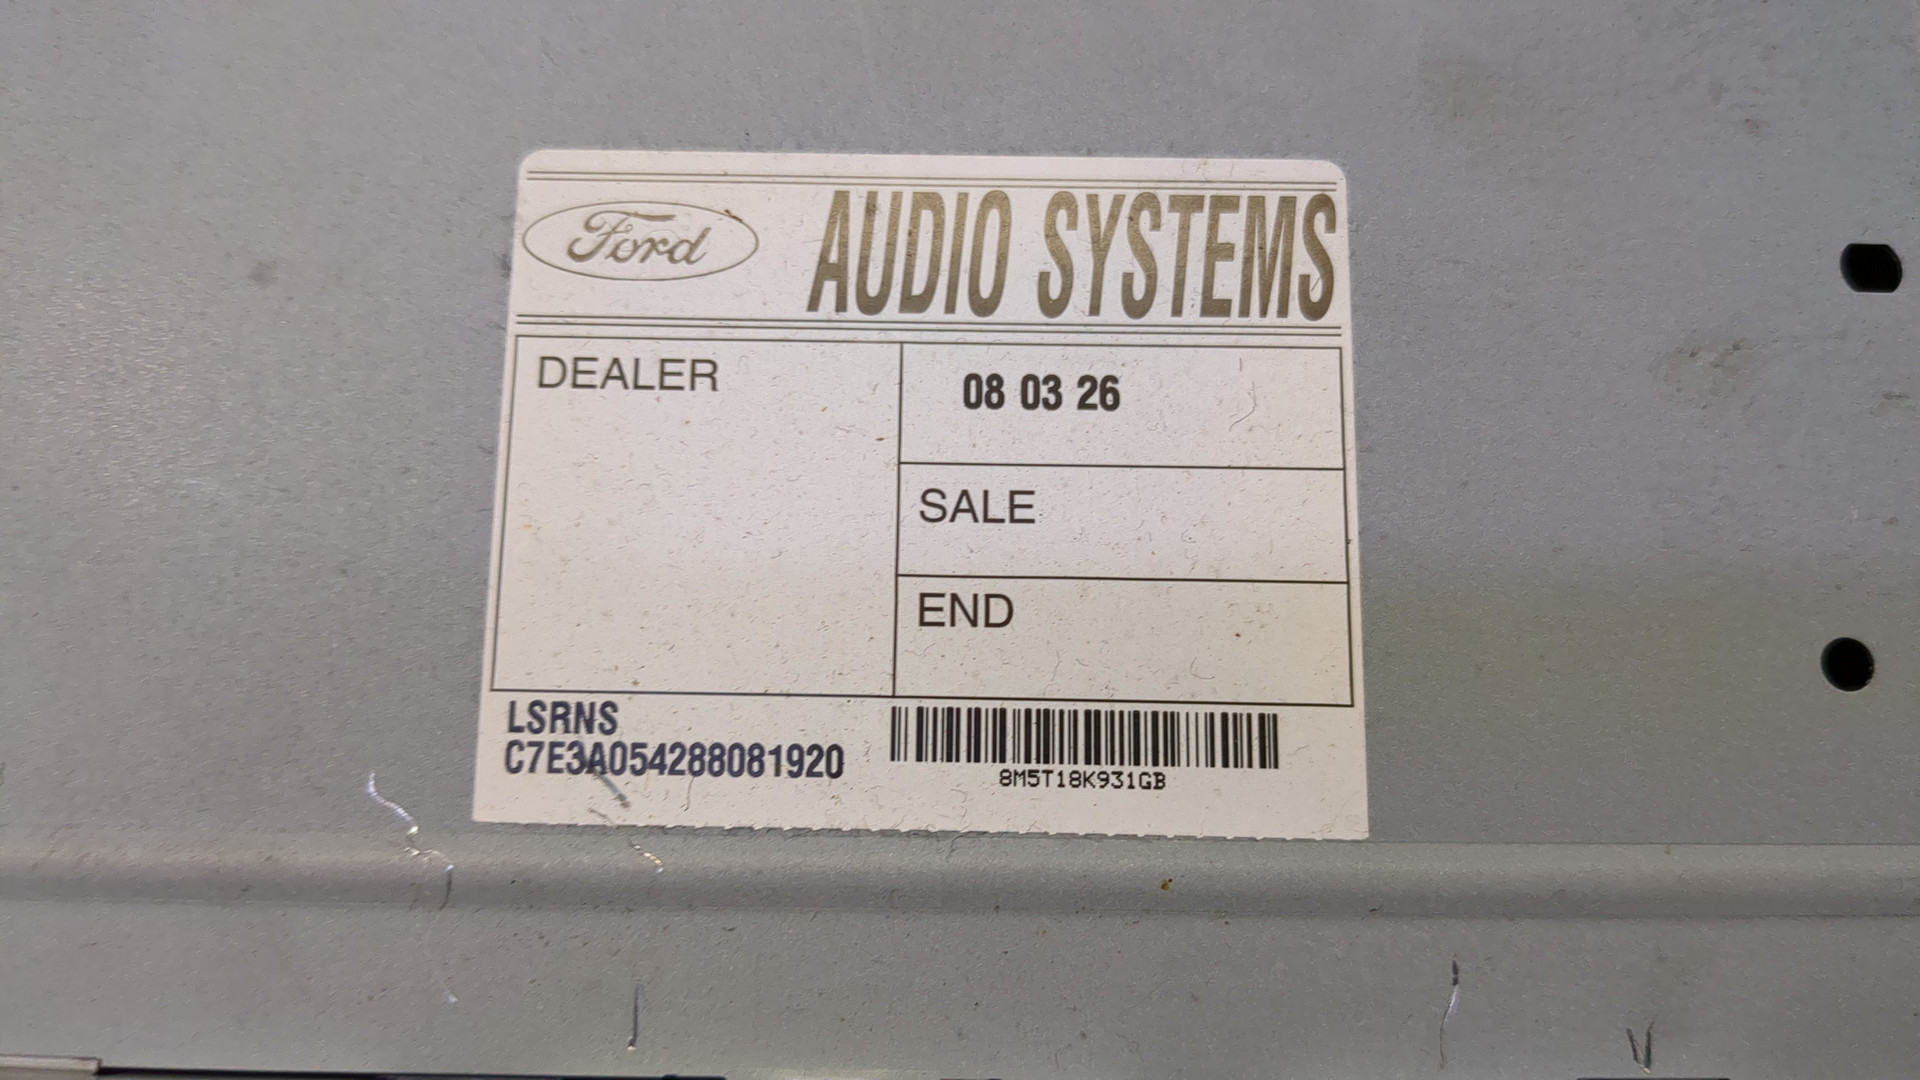 Ford AUDIO SYSTEMS
DEALER
08 03 26
SALE
END
LSRNS
C7E3A054288081920
8M5T18K931GB